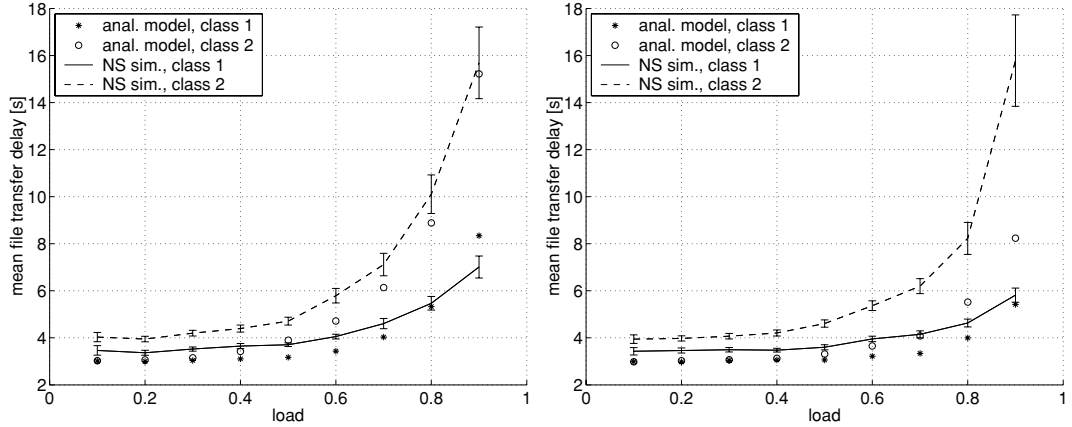 18
16
14
12
10
8
6
4
2
mean file transfer delay [s]
anal. model, class 1
anal. model, class 2
NS sim., class 1
NS sim., class 2
0 0.2 0.4 0.6 0.8 1
load
18
16
14
12
10
8
6
4
2
mean file transfer delay [s]
anal. model, class 1
anal. model, class 2
NS sim., class 1
NS sim., class 2
0 0.2 0.4 0.6 0.8 1
load